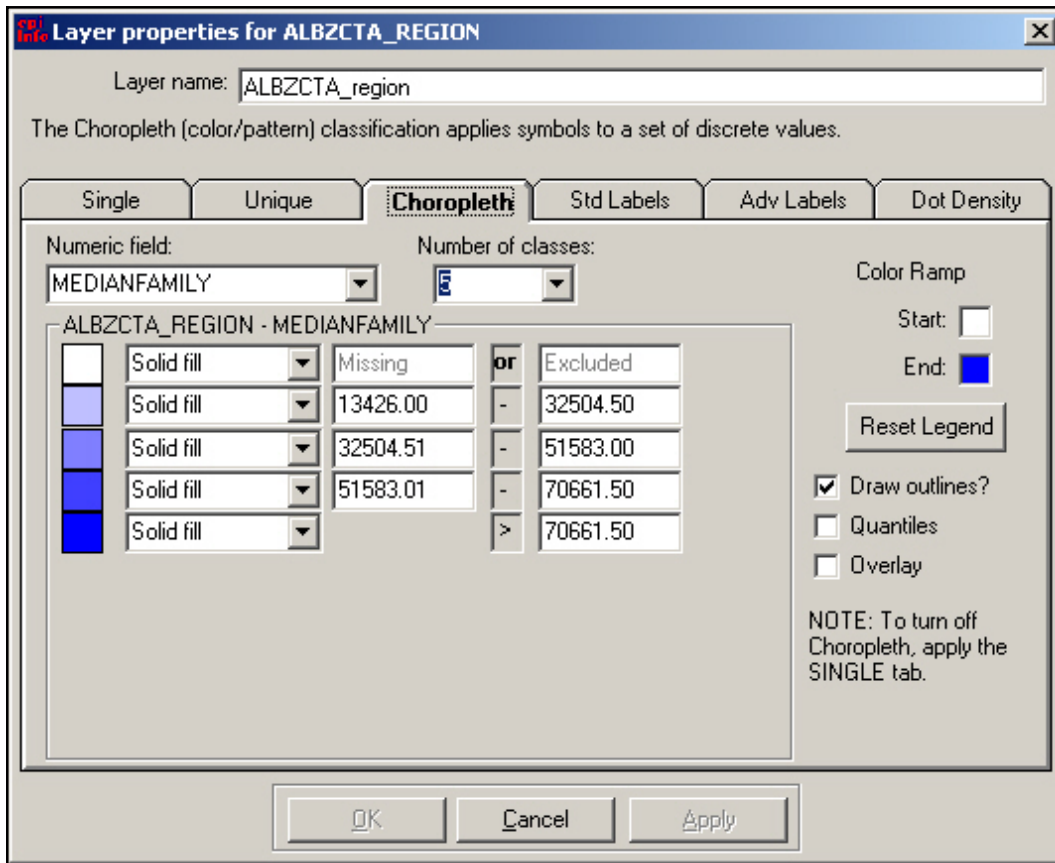 Epi Info Layer properties for ALBZCTA_REGION
Layer name: ALBZCTA_region
The Choropleth (color/pattern) classification applies symbols to a set of discrete values.
Single Unique Choropleth Std Labels Adv Labels Dot Density
Numeric field: Number of classes:
MEDIANFAMILY 5
Color Ramp
Start:
End:
Reset Legend
ALBZCTA_REGION - MEDIANFAMILY
Solid fill Missing or Excluded
Solid fill 13426.00 - 32504.50
Solid fill 32504.51 - 51583.00
Solid fill 51583.01 - 70661.50
Solid fill > 70661.50
Draw outlines?
Quantiles
Overlay
NOTE: To turn off
Choropleth, apply the
SINGLE tab.
OK Cancel Apply